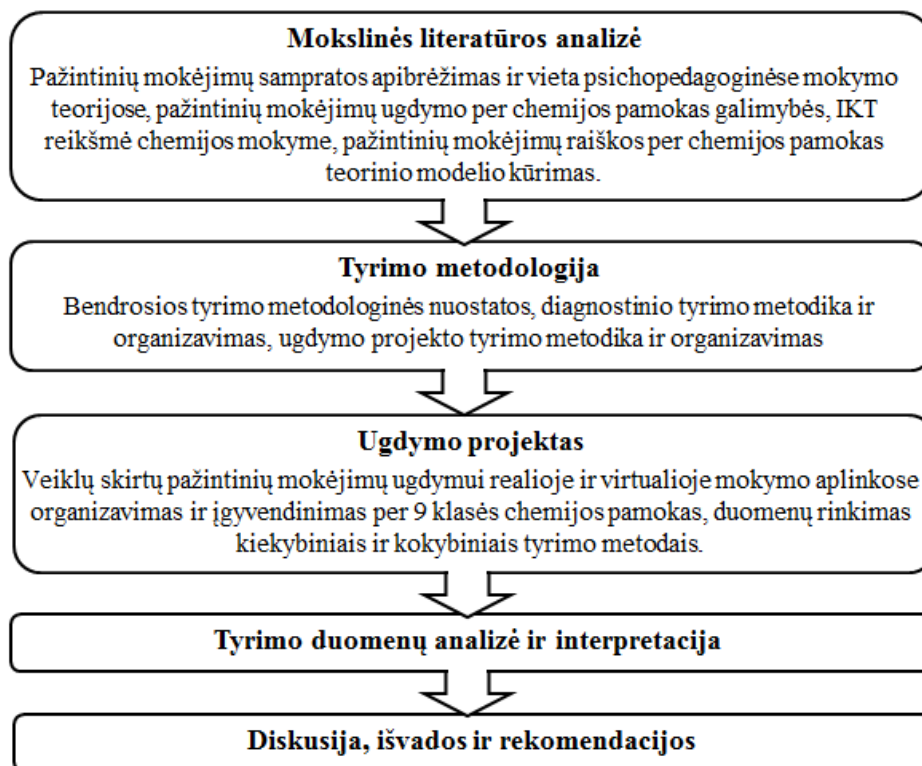 Mokslinės literatūros analizė
Pažintinių mokėjimų sampratos apibrėžimas ir vieta psichopedagoginėse mokymo
teorijose, pažintinių mokėjimų ugdymo per chemijos pamokas galimybės, IKT
reikšmė chemijos mokyme, pažintinių mokėjimų raiškos per chemijos pamokas
teorinio modelio kūrimas.
Tyrimo metodologija
Bendrosios tyrimo metodologinės nuostatos, diagnostinio tyrimo metodika ir
organizavimas, ugdymo projekto tyrimo metodika ir organizavimas
Ugdymo projektas
Veiklų skirtų pažintinių mokėjimų ugdymui realioje ir virtualioje mokymo aplinkose
organizavimas ir įgyvendinimas per 9 klasės chemijos pamokas, duomenų rinkimas
kiekybiniais ir kokybiniais tyrimo metodais.
Tyrimo duomenų analizė ir interpretacija
Diskusija, išvados ir rekomendacijos